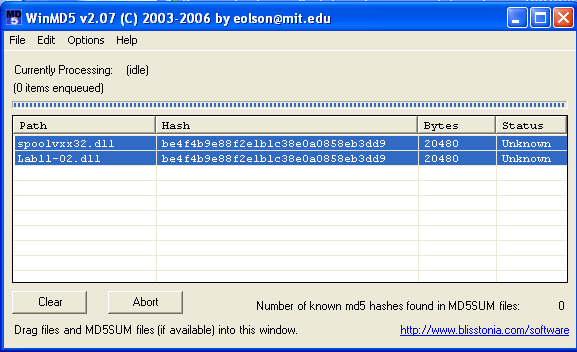 WinMD5 v2.07 (C) 2003-2006 by eolson@mit.edu
File Edit Options Help
Currently Processing: (idle)
(0 items enqueued)
Path Hash Bytes Status
spoolvxx32.dll be4f4b9e88f2e1b1c38e0a0858eb3dd9 20480 Unknown
Lab11-02.dll be4f4b9e88f2e1b1c38e0a0858eb3dd9 20480 Unknown
Clear Abort Number of known md5 hashes found in MD5SUM files: 0
Drag files and MD5SUM files (if available) into this window. http://www.blisstonia.com/software